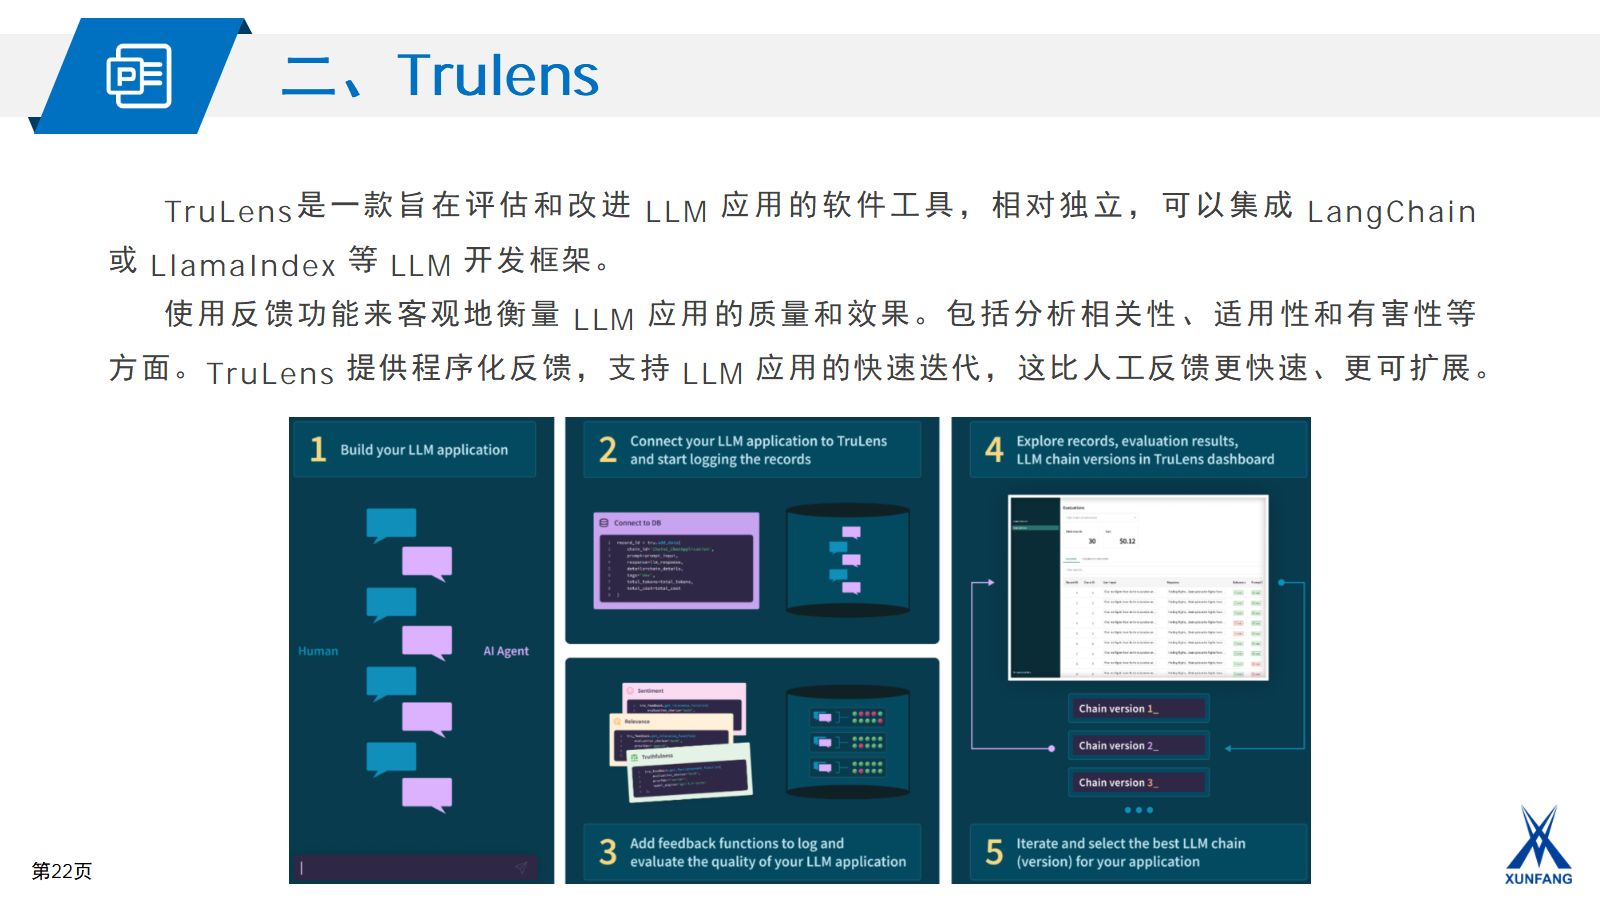 二、Trulens
TruLens是一款旨在评估和改进 LLM 应用的软件工具，相对独立，可以集成 LangChain
或 LlamaIndex 等 LLM 开发框架。
使用反馈功能来客观地衡量 LLM 应用的质量和效果。包括分析相关性、适用性和有害性等
方面。TruLens 提供程序化反馈，支持 LLM 应用的快速迭代，这比人工反馈更快速、更可扩展。
1 Build your LLM application
Human
AI Agent
2 Connect your LLM application to TruLens
and start logging the records
Connect to DB
Sentiment
Relevance
Truthfulness
3 Add feedback functions to log and
evaluate the quality of your LLM application
4 Explore records, evaluation results,
LLM chain versions in TruLens dashboard
Evaluations
30
$0.12
Chain version 1_
Chain version 2_
Chain version 3_
5 Iterate and select the best LLM chain
(version) for your application
第22页
XUNFANG